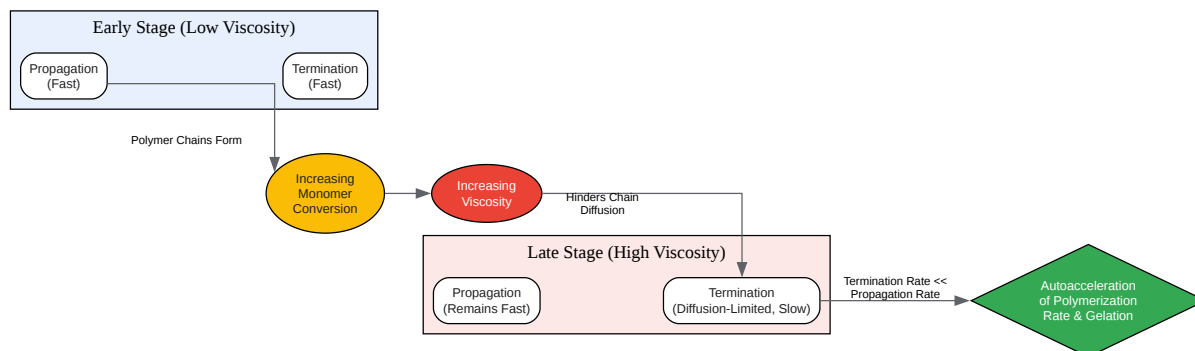 Early Stage (Low Viscosity)
Propagation
(Fast)
Termination
(Fast)
Polymer Chains Form
Increasing
Monomer
Conversion
Increasing
Viscosity
Hinders Chain
Diffusion
Late Stage (High Viscosity)
Propagation
(Remains Fast)
Termination
(Diffusion-Limited, Slow)
Termination Rate <<
Propagation Rate
Autoacceleration
of Polymerization
Rate & Gelation